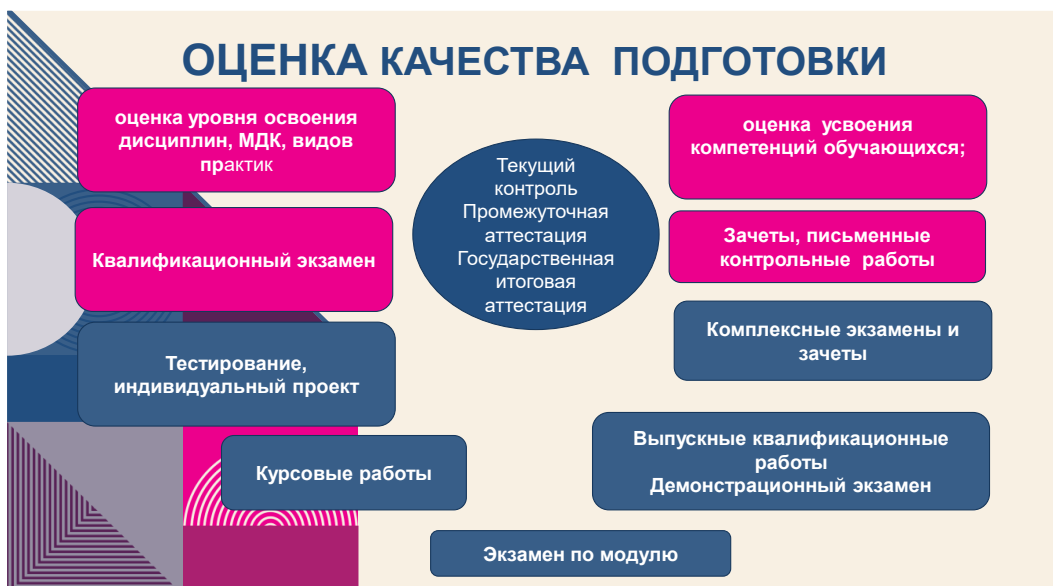 ОЦЕНКА КАЧЕСТВА ПОДГОТОВКИ
оценка уровня освоения
дисциплин, МДК, видов
практик
Квалификационный экзамен
Тестирование,
индивидуальный проект
Курсовые работы
Текущий
контроль
Промежуточная
аттестация
Государственная
итоговая
аттестация
оценка усвоения
компетенций обучающихся;
Зачеты, письменные
контрольные работы
Комплексные экзамены и
зачеты
Выпускные квалификационные
работы
Демонстрационный экзамен
Экзамен по модулю